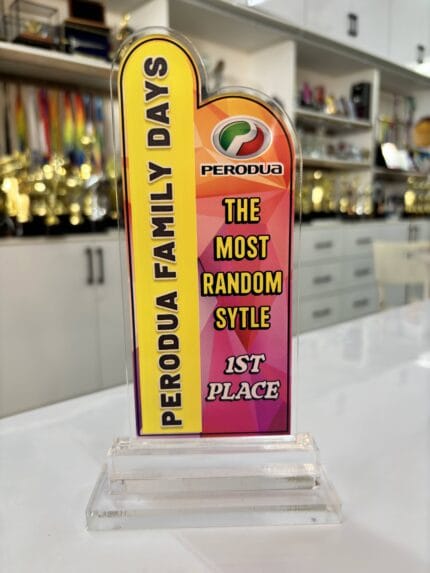 PERODUA FAMILY DAYS
PERODUA
THE
MOST
RANDOM
SYTLE
1ST
PLACE